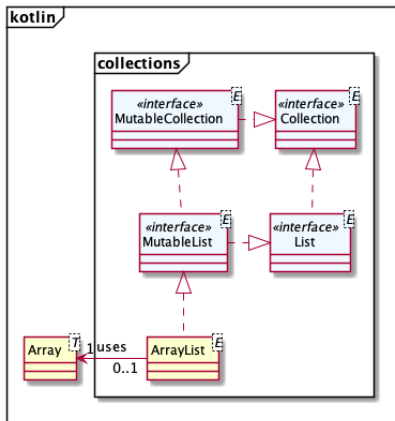 kotlin
collections
«interface» E
MutableCollection
«interface» E
Collection
«interface» E
MutableList
«interface» E
List
Array T
1 uses
0..1
ArrayList E